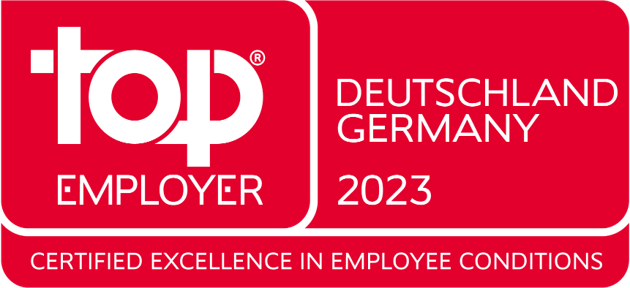 top®
EMPLOYER
DEUTSCHLAND
GERMANY
2023
CERTIFIED EXCELLENCE IN EMPLOYEE CONDITIONS